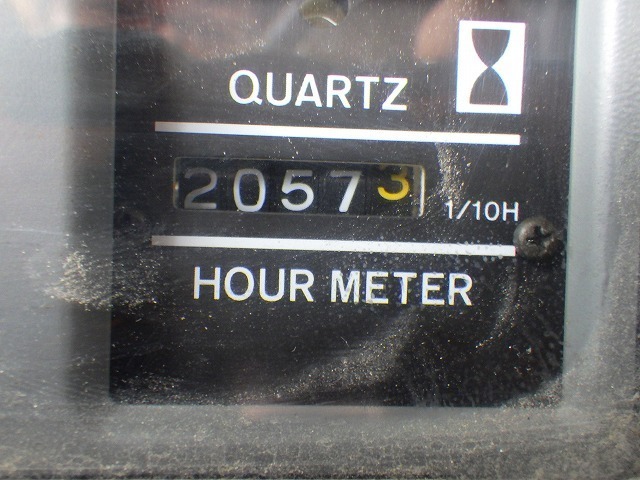 QUARTZ
20573
1/10H
HOUR METER